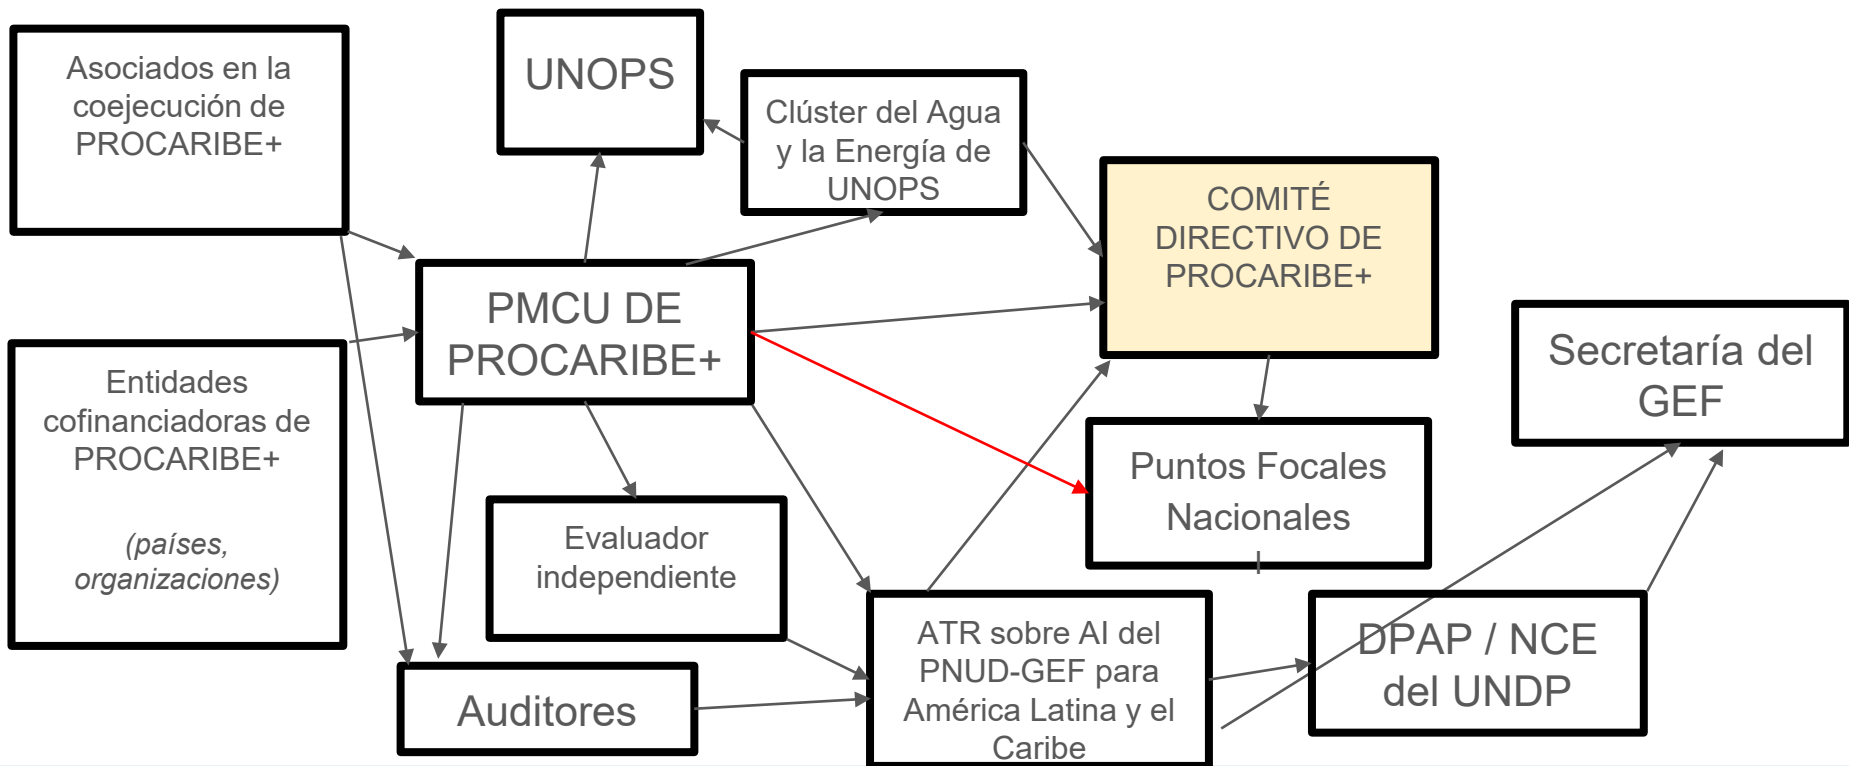 Asociados en la
coejecución de
PROCARIBE+
UNOPS
Clúster del Agua
y la Energía de
UNOPS
COMITÉ
DIRECTIVO DE
PROCARIBE+
PMCU DE
PROCARIBE+
Secretaría del
GEF
Entidades
cofinanciadoras de
PROCARIBE+
(países,
organizaciones)
Puntos Focales
Nacionales
Evaluador
independiente
ATR sobre AI del
PNUD-GEF para
América Latina y el
Caribe
DPAP / NCE
del UNDP
Auditores